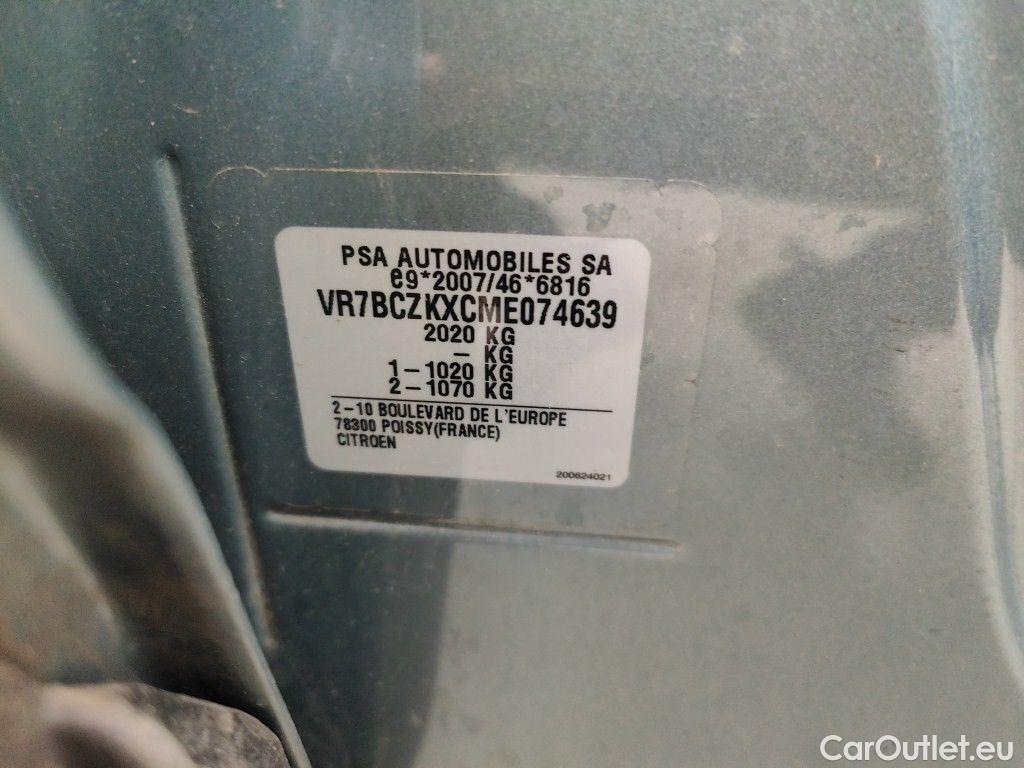 PSA AUTOMOBILES SA
e9*2007/46*6816
VR7BCZKXCME074639
2020 KG
- KG
1-1020 KG
2-1070 KG
2-10 BOULEVARD DE L'EUROPE
78300 POISSY(FRANCE)
CITROEN
200624021
CarOutlet.eu